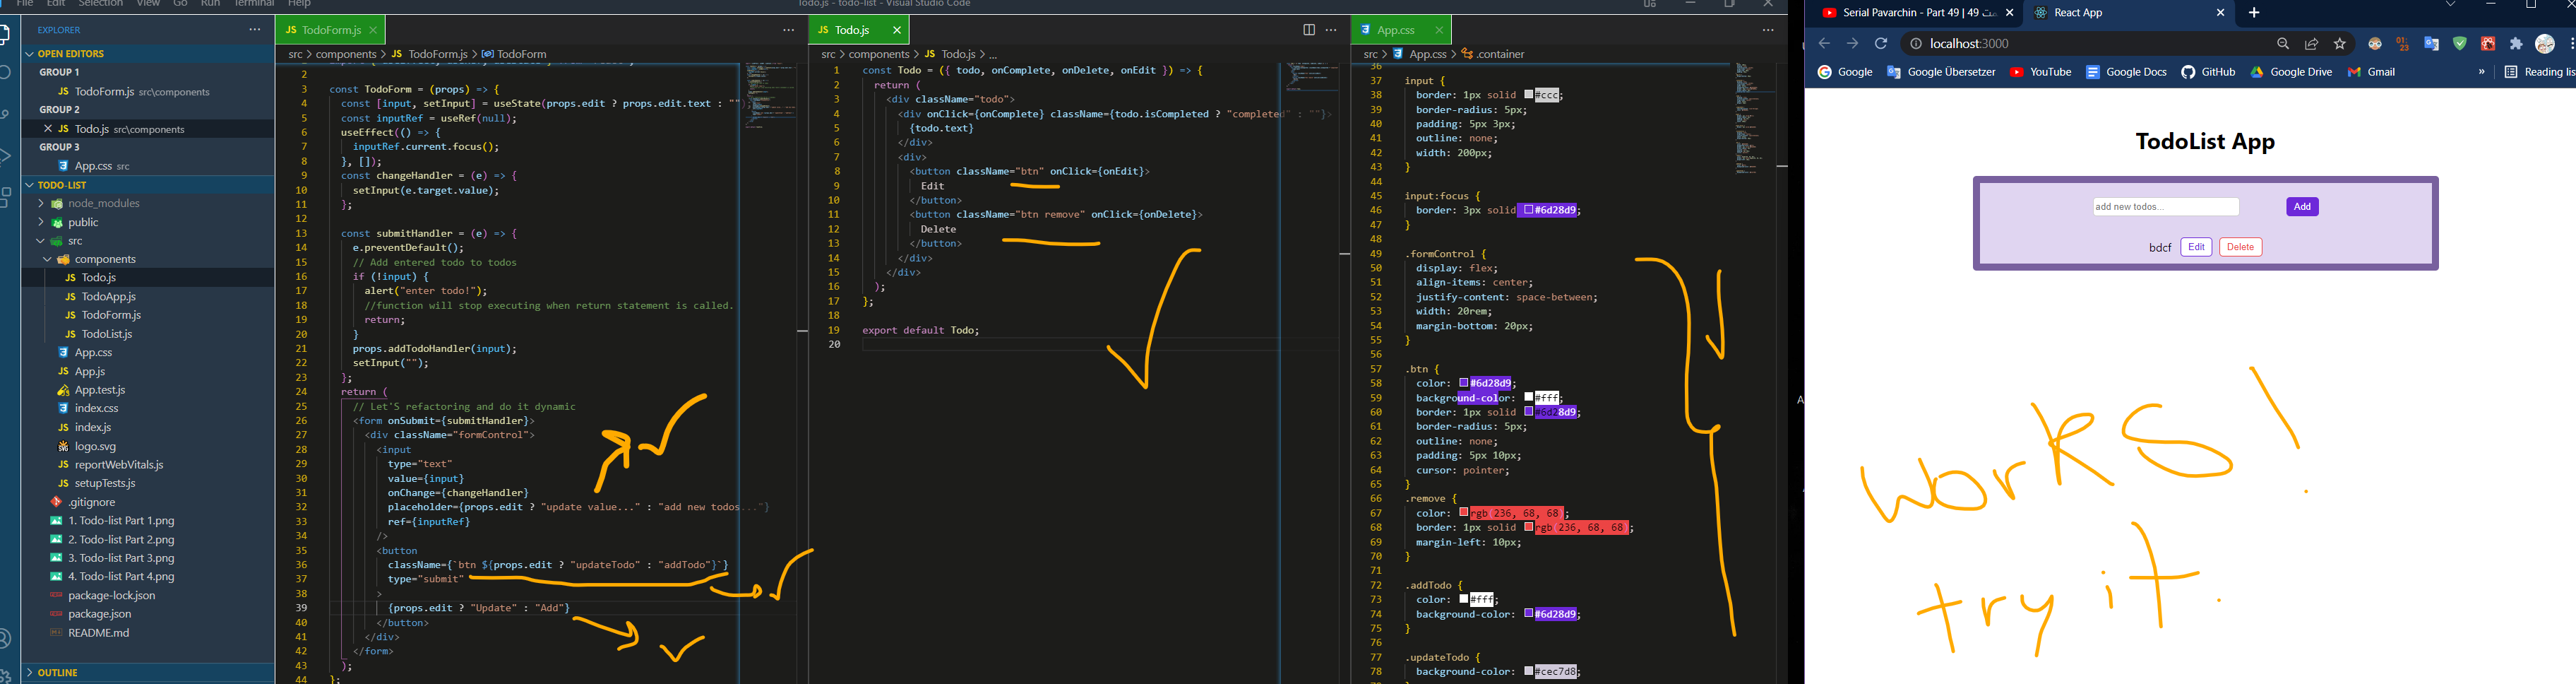 File Edit Selection View Go Run Terminal Help
Todo.js - todo-list - Visual Studio Code
EXPLORER
OPEN EDITORS
GROUP 1
JS TodoForm.js src\components
GROUP 2
JS Todo.js src\components
GROUP 3
App.css src
TODO-LIST
node_modules
public
src
components
JS Todo.js
JS TodoApp.js
JS TodoForm.js
JS TodoList.js
App.css
JS App.js
App.test.js
index.css
JS index.js
logo.svg
JS reportWebVitals.js
JS setupTests.js
.gitignore
1. Todo-list Part 1.png
2. Todo-list Part 2.png
3. Todo-list Part 3.png
4. Todo-list Part 4.png
package-lock.json
package.json
README.md
OUTLINE
JS TodoForm.js
src > components > JS TodoForm.js > TodoForm
2
3 const TodoForm = (props) => {
4 const [input, setInput] = useState(props.edit ? props.edit.text : "");
5 const inputRef = useRef(null);
6 useEffect(() => {
7 inputRef.current.focus();
8 }, []);
9 const changeHandler = (e) => {
10 setInput(e.target.value);
11 };
12
13 const submitHandler = (e) => {
14 e.preventDefault();
15 // Add entered todo to todos
16 if (!input) {
17 alert("enter todo!");
18 //function will stop executing when return statement is called.
19 return;
20 }
21 props.addTodoHandler(input);
22 setInput("");
23 };
24 return (
25 // Let'S refactoring and do it dynamic
26 <form onSubmit={submitHandler}>
27 <div className="formControl">
28 <input
29 type="text"
30 value={input}
31 onChange={changeHandler}
32 placeholder={props.edit ? "update value..." : "add new todos..."}
33 ref={inputRef}
34 />
35 <button
36 className={`btn ${props.edit ? "updateTodo" : "addTodo"}`}
37 type="submit"
38 >
39 {props.edit ? "Update" : "Add"}
40 </button>
41 </div>
42 </form>
43 );
44 };
JS Todo.js
src > components > JS Todo.js > ...
1 const Todo = ({ todo, onComplete, onDelete, onEdit }) => {
2 return (
3 <div className="todo">
4 <div onClick={onComplete} className={todo.isCompleted ? "completed" : ""}>
5 {todo.text}
6 </div>
7 <div>
8 <button className="btn" onClick={onEdit}>
9 Edit
10 </button>
11 <button className="btn remove" onClick={onDelete}>
12 Delete
13 </button>
14 </div>
15 </div>
16 );
17 };
18
19 export default Todo;
20
App.css
src > App.css > .container
36
37 input {
38 border: 1px solid #ccc;
39 border-radius: 5px;
40 padding: 5px 3px;
41 outline: none;
42 width: 200px;
43 }
44
45 input:focus {
46 border: 3px solid #6d28d9;
47 }
48
49 .formControl {
50 display: flex;
51 align-items: center;
52 justify-content: space-between;
53 width: 20rem;
54 margin-bottom: 20px;
55 }
56
57 .btn {
58 color: #6d28d9;
59 background-color: #fff;
60 border: 1px solid #6d28d9;
61 border-radius: 5px;
62 outline: none;
63 padding: 5px 10px;
64 cursor: pointer;
65 }
66 .remove {
67 color: rgb(236, 68, 68);
68 border: 1px solid rgb(236, 68, 68);
69 margin-left: 10px;
70 }
71
72 .addTodo {
73 color: #fff;
74 background-color: #6d28d9;
75 }
76
77 .updateTodo {
78 background-color: #cec7d8;
Serial Pavarchin - Part 49 | 49
React App
localhost:3000
Google Google Übersetzer YouTube Google Docs GitHub Google Drive Gmail » Reading lis
TodoList App
add new todos... Add
bdcf Edit Delete
works!
try it.